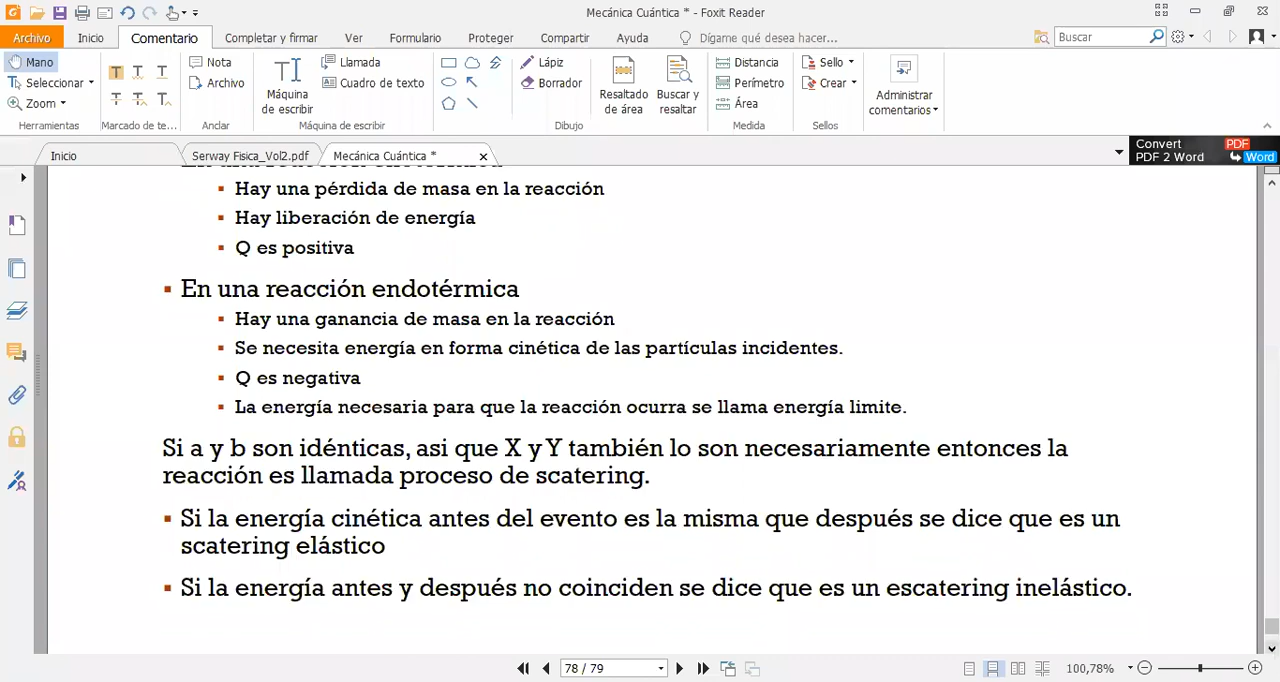 Mecánica Cuántica * - Foxit Reader
Archivo Inicio Comentario Completar y firmar Ver Formulario Proteger Compartir Ayuda Dígame qué desea hacer... Buscar
Mano
Seleccionar
Zoom
Herramientas
Marcado de te...
Nota
Archivo
Andar
Máquina de escribir
Llamada
Cuadro de texto
Máquina de escribir
Lápiz
Borrador
Dibujo
Resaltado de área
Buscar y resaltar
Distancia
Perímetro
Área
Medida
Sello
Crear
Sellos
Administrar comentarios
Inicio Serway Fisica_Vol2.pdf Mecánica Cuántica *
Convert PDF
PDF 2 Word Word
▪ Hay una pérdida de masa en la reacción
▪ Hay liberación de energía
▪ Q es positiva
▪ En una reacción endotérmica
▪ Hay una ganancia de masa en la reacción
▪ Se necesita energía en forma cinética de las partículas incidentes.
▪ Q es negativa
▪ La energía necesaria para que la reacción ocurra se llama energía limite.
Si a y b son idénticas, asi que X y Y también lo son necesariamente entonces la
reacción es llamada proceso de scatering.
▪ Si la energía cinética antes del evento es la misma que después se dice que es un
scatering elástico
▪ Si la energía antes y después no coinciden se dice que es un escatering inelástico.
78 / 79
100,78%